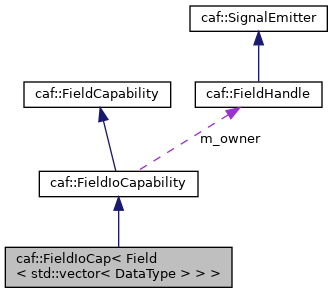 caf::SignalEmitter
caf::FieldCapability
caf::FieldHandle
m_owner
caf::FieldIoCapability
caf::FieldIoCap< Field
< std::vector< DataType > > >